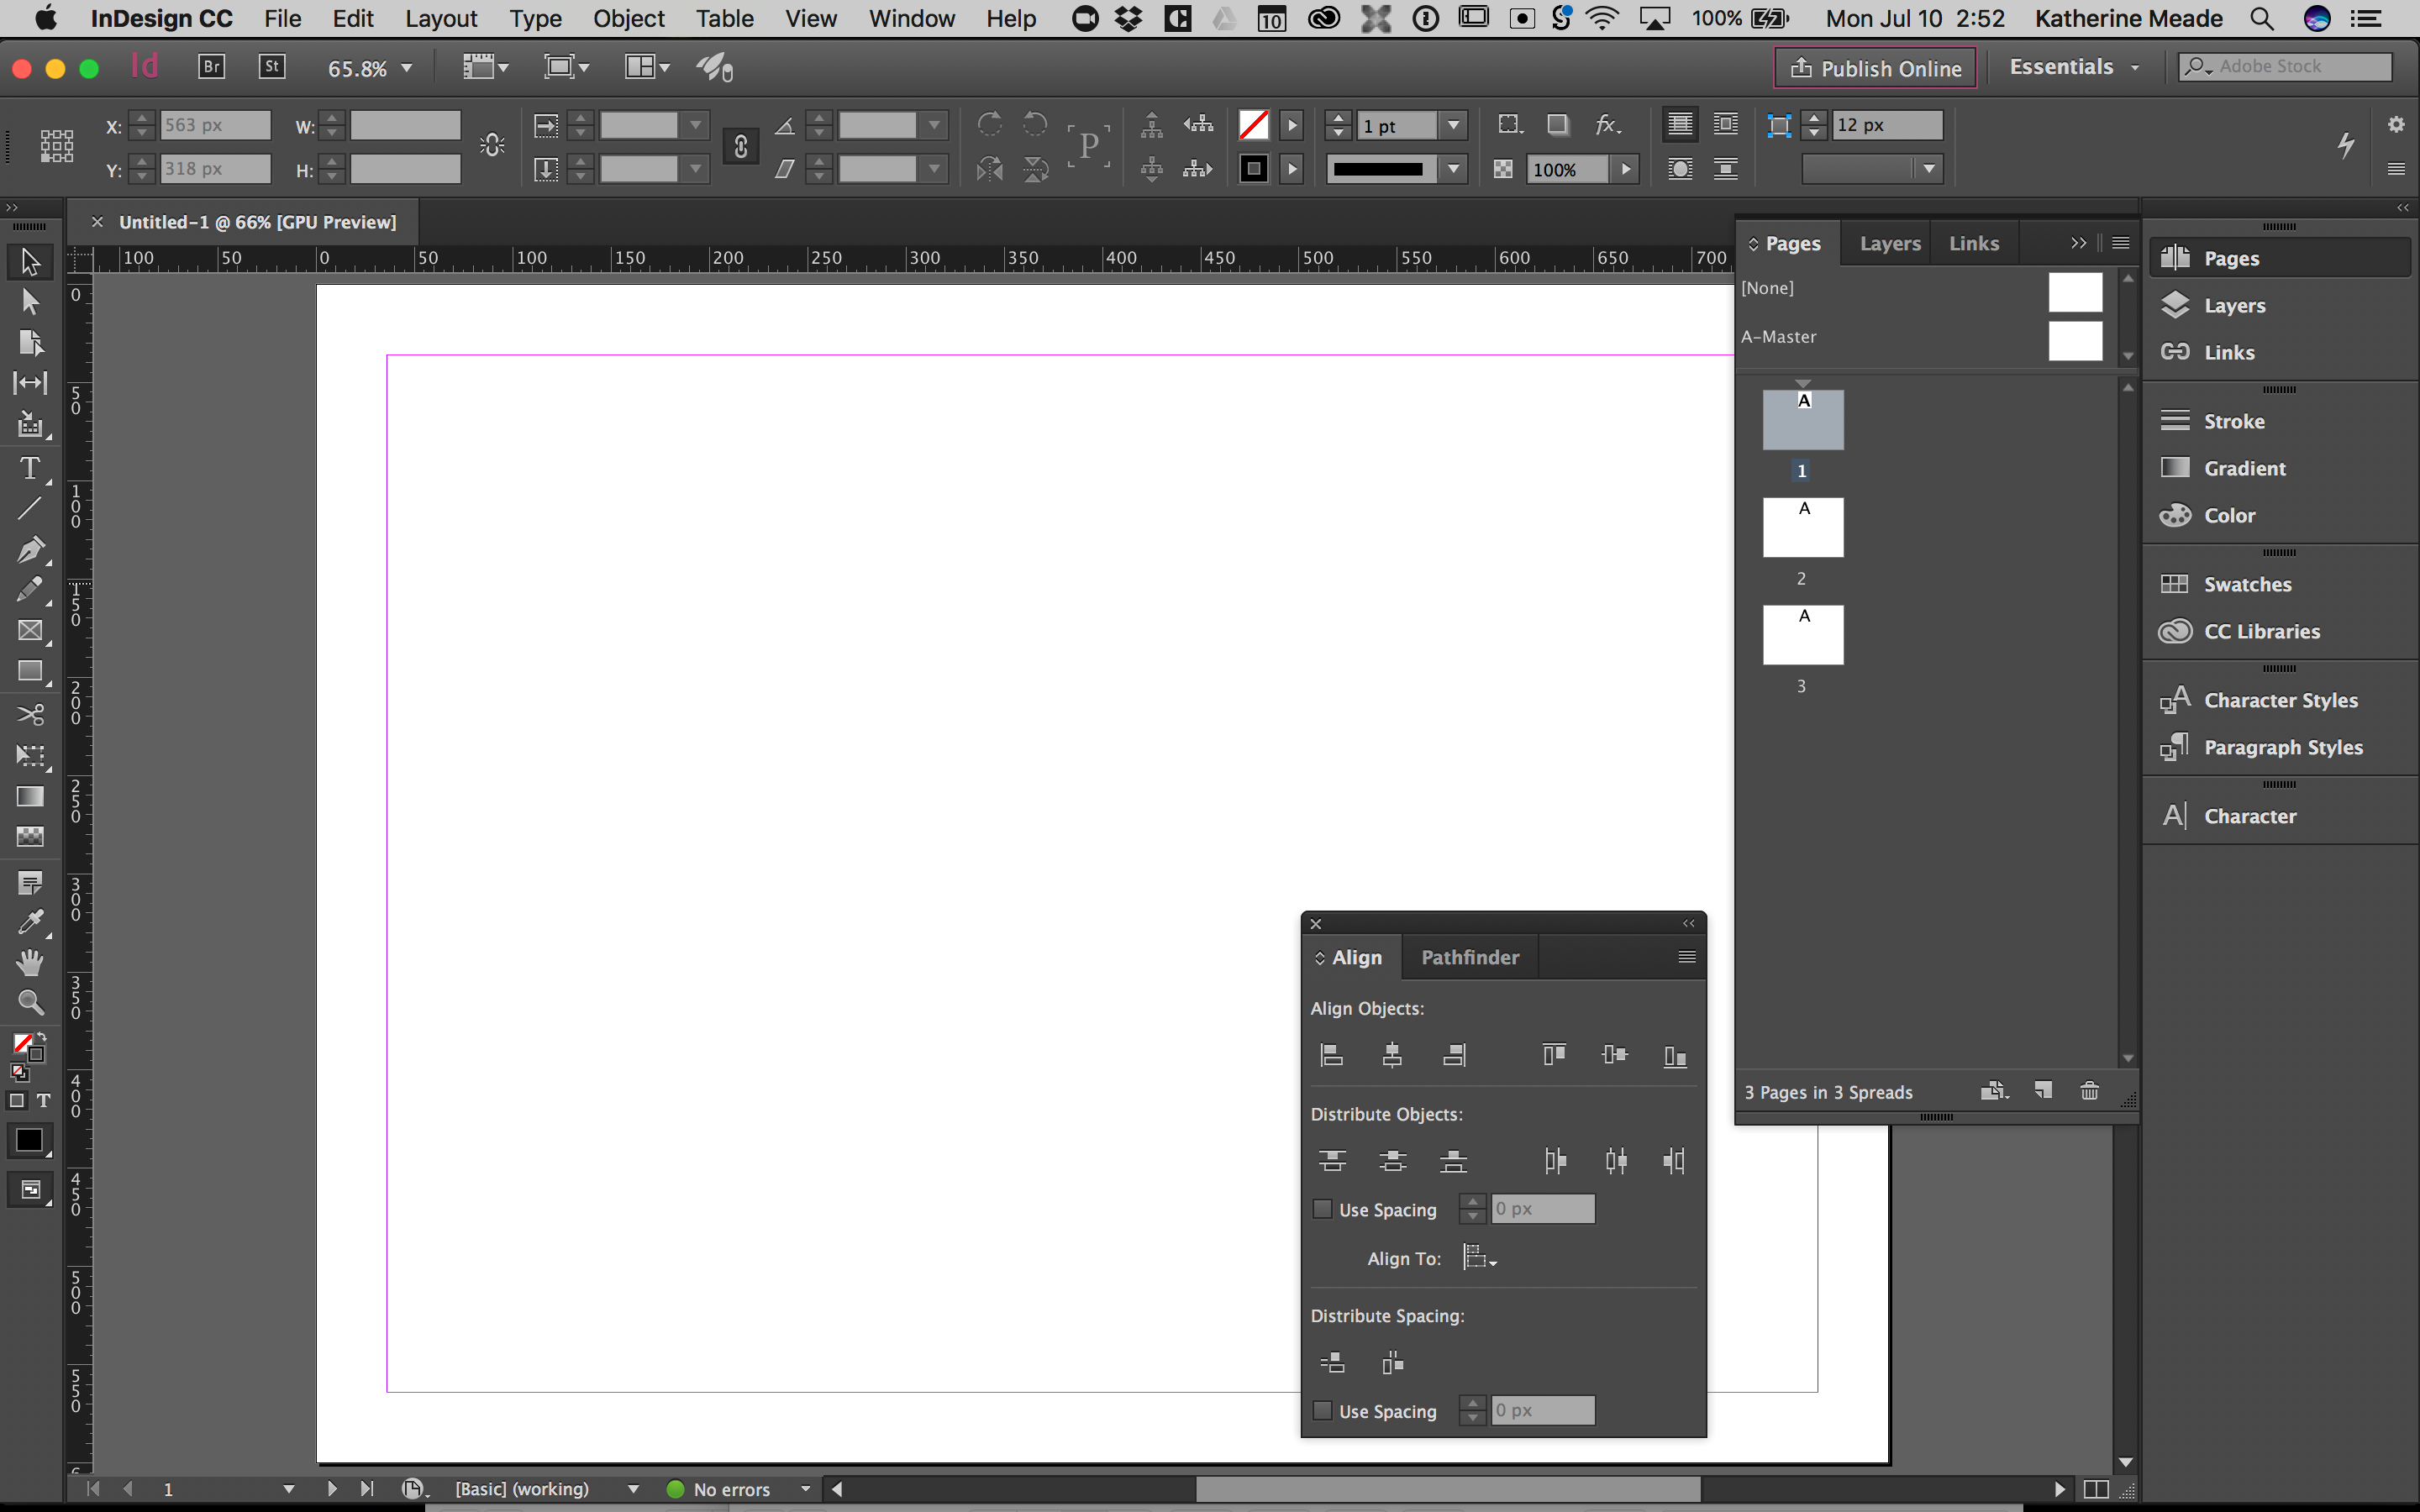 InDesign CC File Edit Layout Type Object Table View Window Help 10 100% Mon Jul 10 2:52 Katherine Meade
Id Br St 65.8% Publish Online Essentials Adobe Stock
X: 563 px W: 1 pt 12 px
Y: 318 px H: P 100% fx
Untitled-1 @ 66% [GPU Preview]
100 50 0 50 100 150 200 250 300 350 400 450 500 550 600 650 700
0
50
100
150
200
250
300
350
400
450
500
550
6
T
T
Pages Layers Links
[None]
A-Master
A
1
A
2
A
3
3 Pages in 3 Spreads
Pages
Layers
Links
Stroke
Gradient
Color
Swatches
CC Libraries
A Character Styles
Paragraph Styles
A Character
Align Pathfinder
Align Objects:
Distribute Objects:
Use Spacing 0 px
Align To:
Distribute Spacing:
Use Spacing 0 px
1 [Basic] (working) No errors